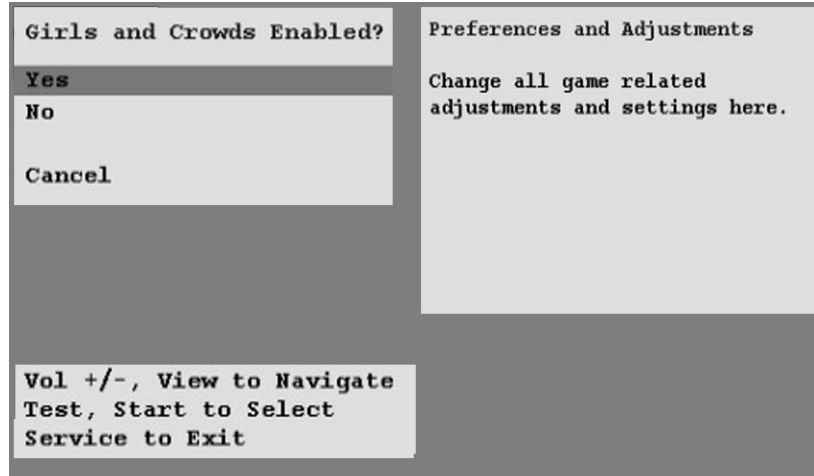 Girls and Crowds Enabled?
Yes
No
Cancel
Preferences and Adjustments
Change all game related
adjustments and settings here.
Vol +/-, View to Navigate
Test, Start to Select
Service to Exit